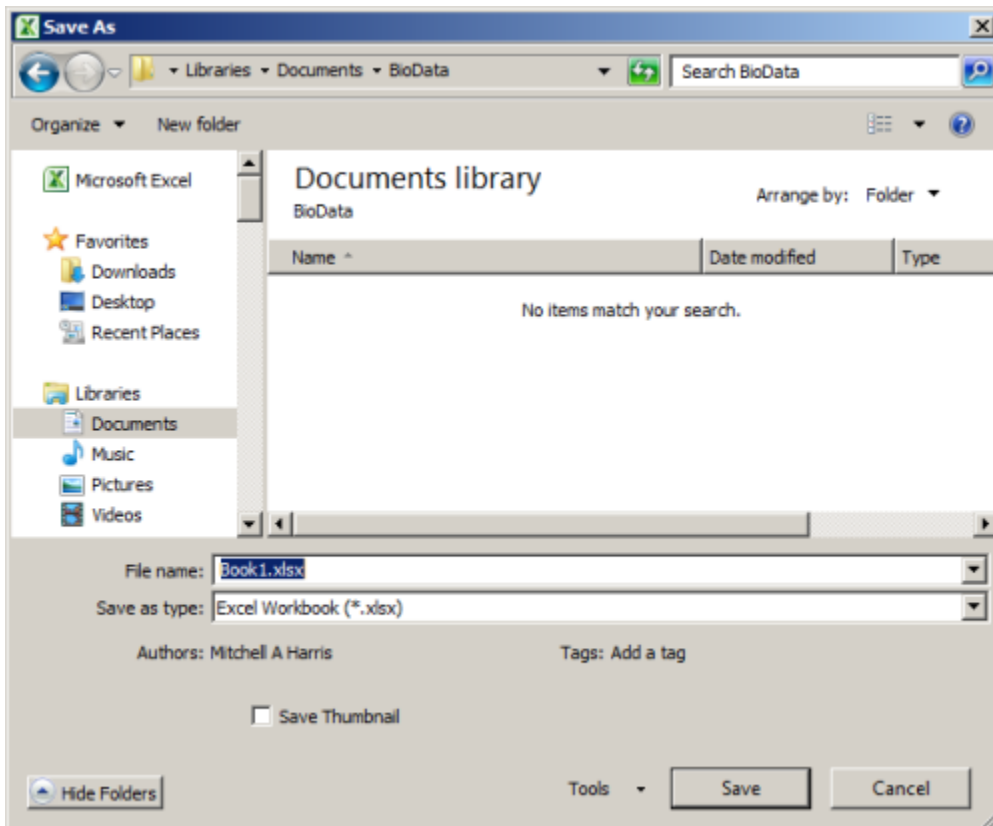 Save As
Libraries Documents BioData Search BioData
Organize New folder
Microsoft Excel
Favorites
Downloads
Desktop
Recent Places
Libraries
Documents
Music
Pictures
Videos
Documents library
BioData
Arrange by: Folder
Name Date modified Type
No items match your search.
File name: Book1.xlsx
Save as type: Excel Workbook (*.xlsx)
Authors: Mitchell A Harris Tags: Add a tag
Save Thumbnail
Hide Folders Tools Save Cancel